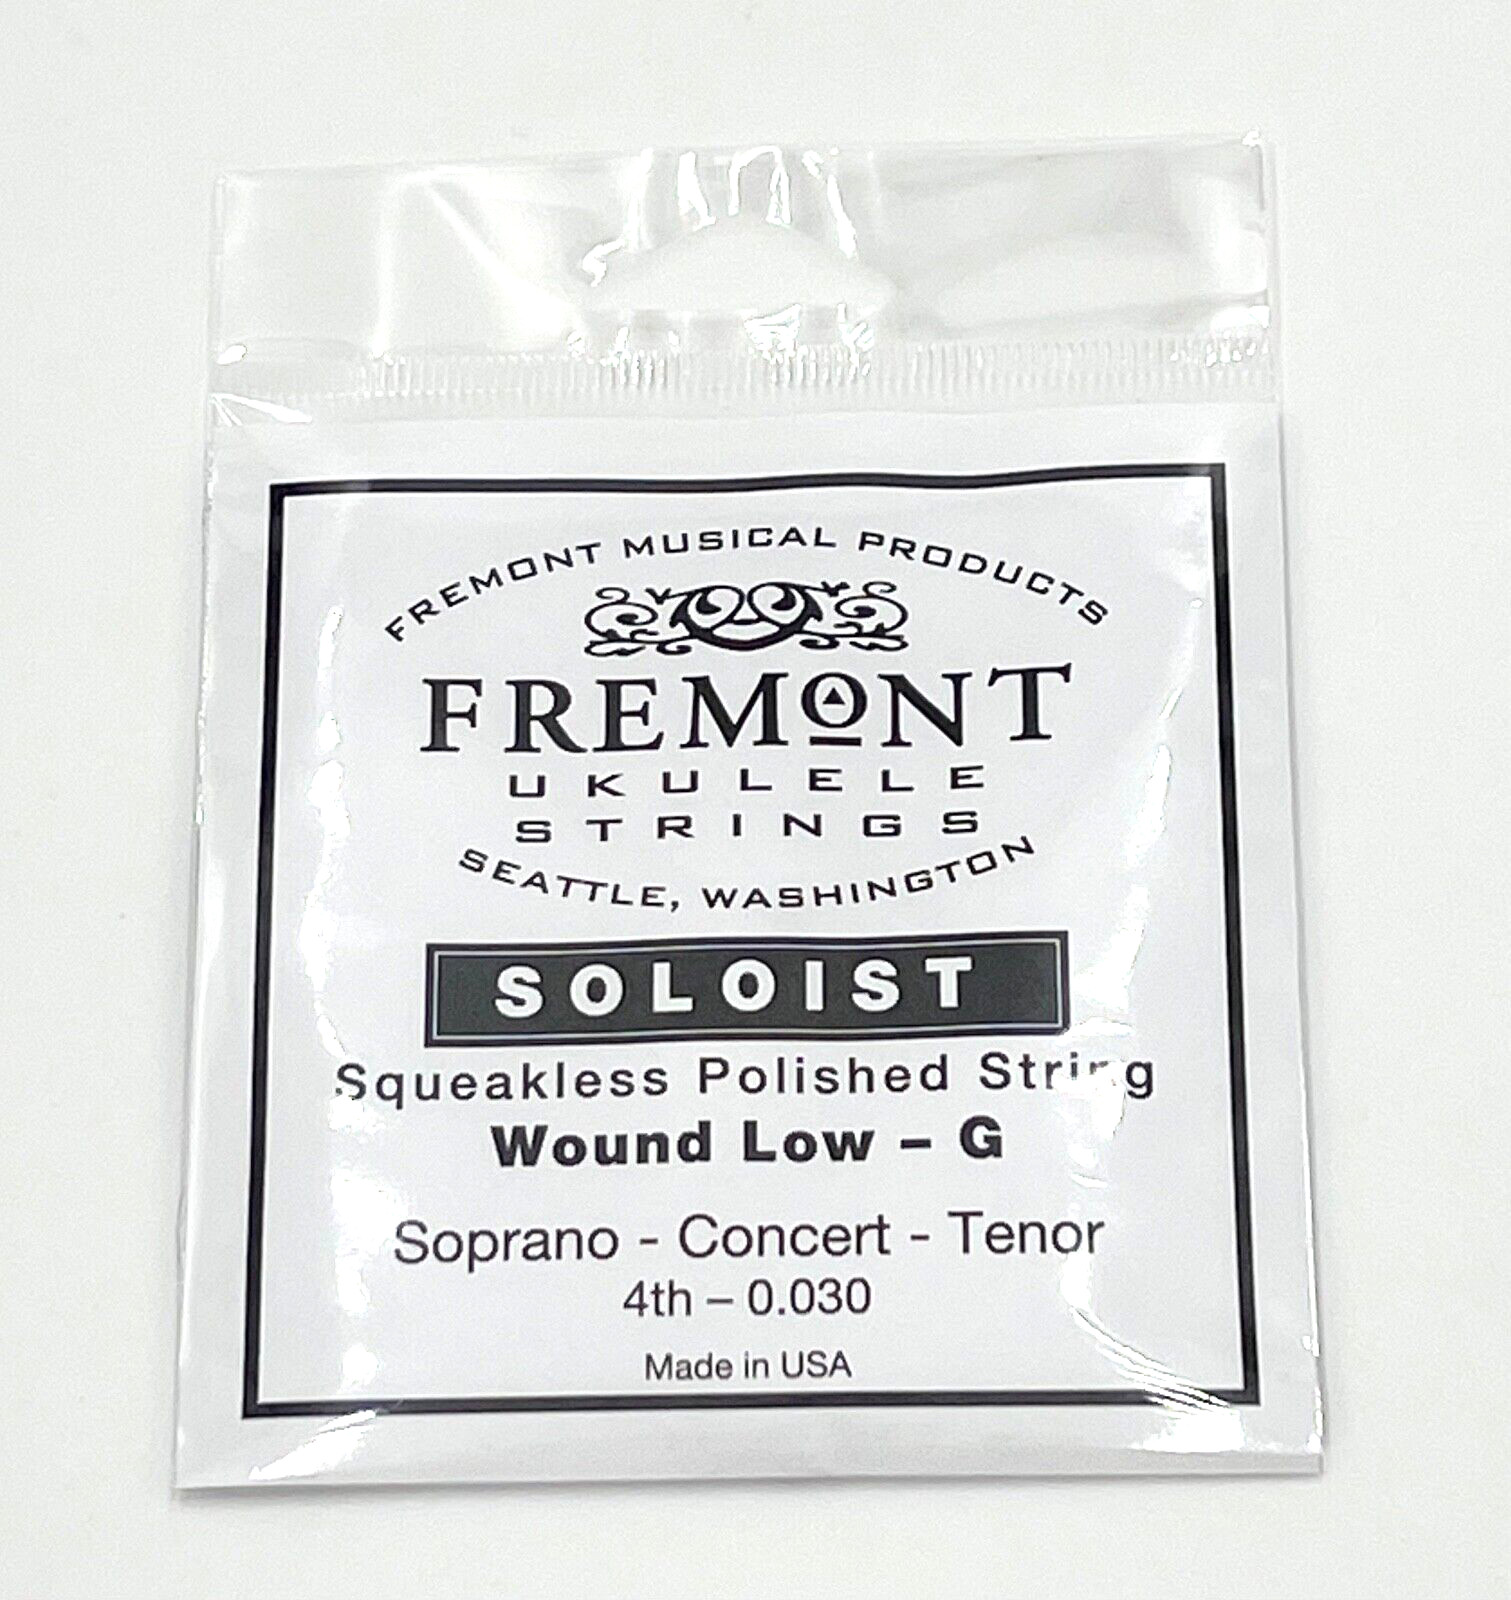 FREMONT MUSICAL PRODUCTS
FREMONT
UKULELE
STRINGS
SEATTLE, WASHINGTON
SOLOIST
Squeakless Polished String
Wound Low – G
Soprano - Concert - Tenor
4th – 0.030
Made in USA